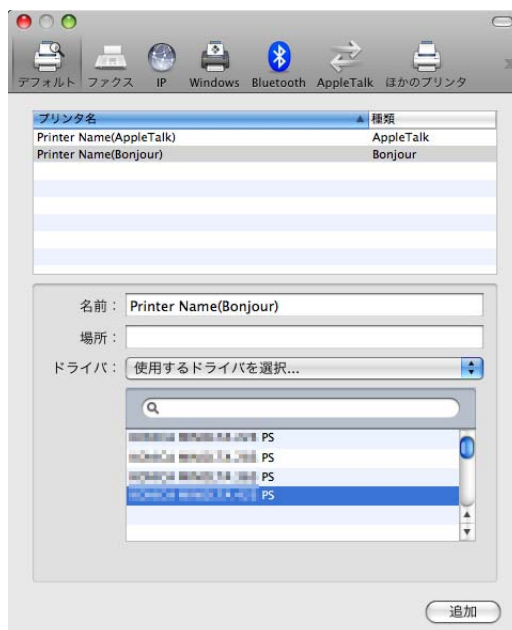 デフォルト ファクス IP Windows Bluetooth AppleTalk ほかのプリンタ
プリンタ名 種類
Printer Name(AppleTalk) AppleTalk
Printer Name(Bonjour) Bonjour
名前： Printer Name(Bonjour)
場所：
ドライバ： 使用するドライバを選択...
PS
PS
PS
PS
追加